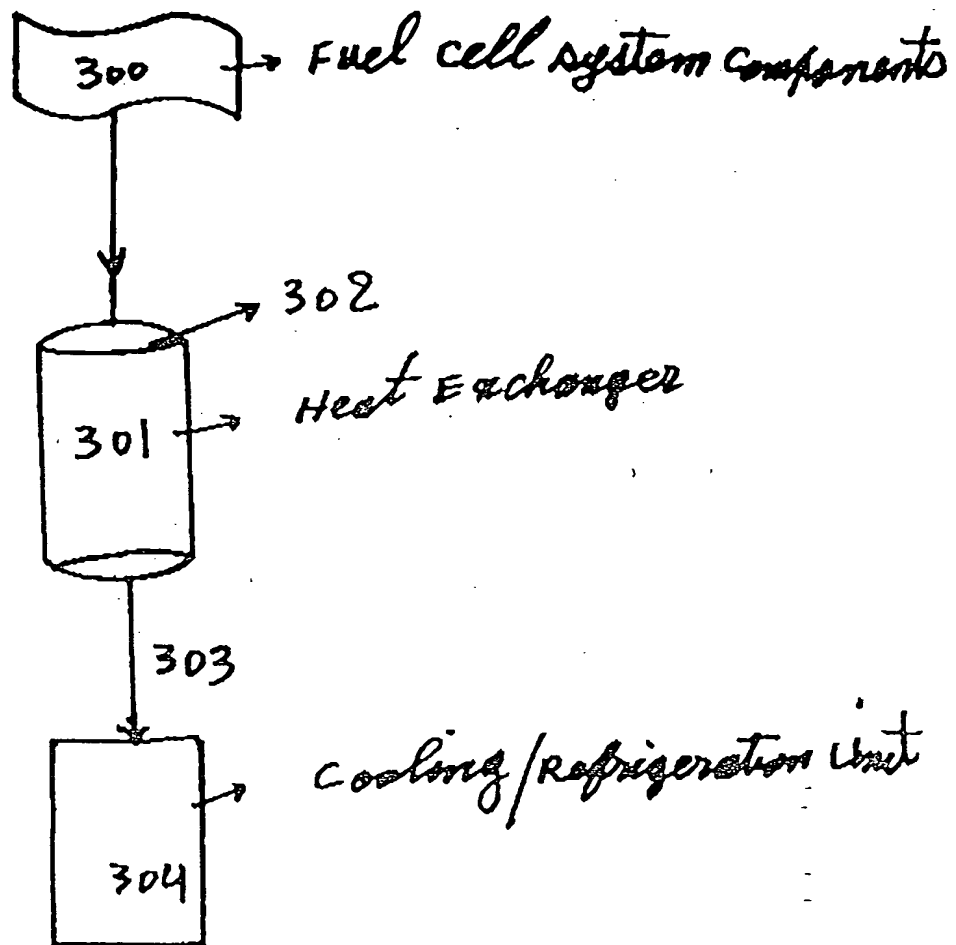 300 Fuel cell system components
302
301 Heat Exchanger
303
Cooling/Refrigeration Unit
304